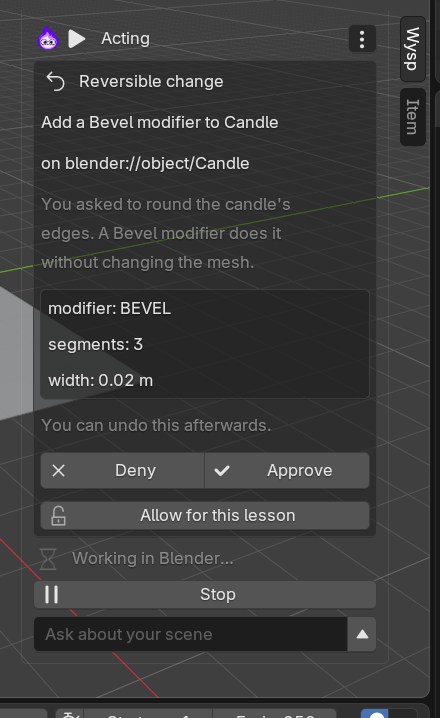 Acting
Wysp
Item
Reversible change
Add a Bevel modifier to Candle
on blender://object/Candle
You asked to round the candle's
edges. A Bevel modifier does it
without changing the mesh.
modifier: BEVEL
segments: 3
width: 0.02 m
You can undo this afterwards.
Deny
Approve
Allow for this lesson
Working in Blender...
Stop
Ask about your scene